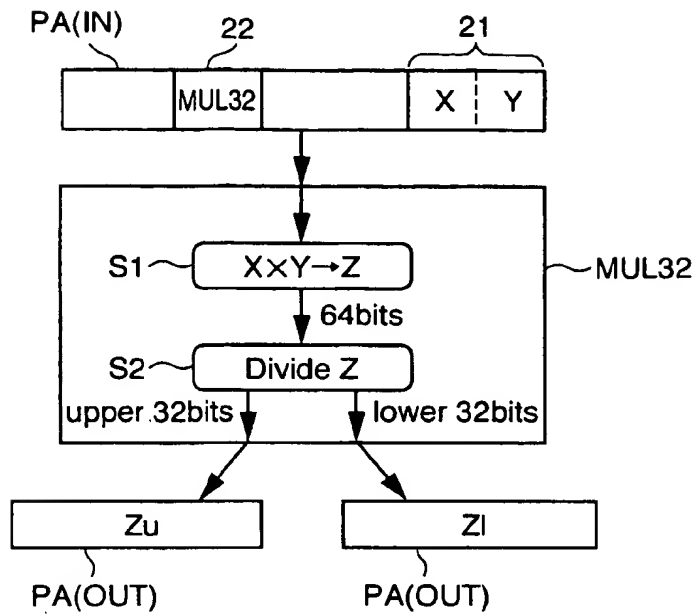 PA(IN)
22
21
MUL32
X
Y
S1
X×Y→Z
MUL32
64bits
S2
Divide Z
upper 32bits
lower 32bits
Zu
Zl
PA(OUT)
PA(OUT)